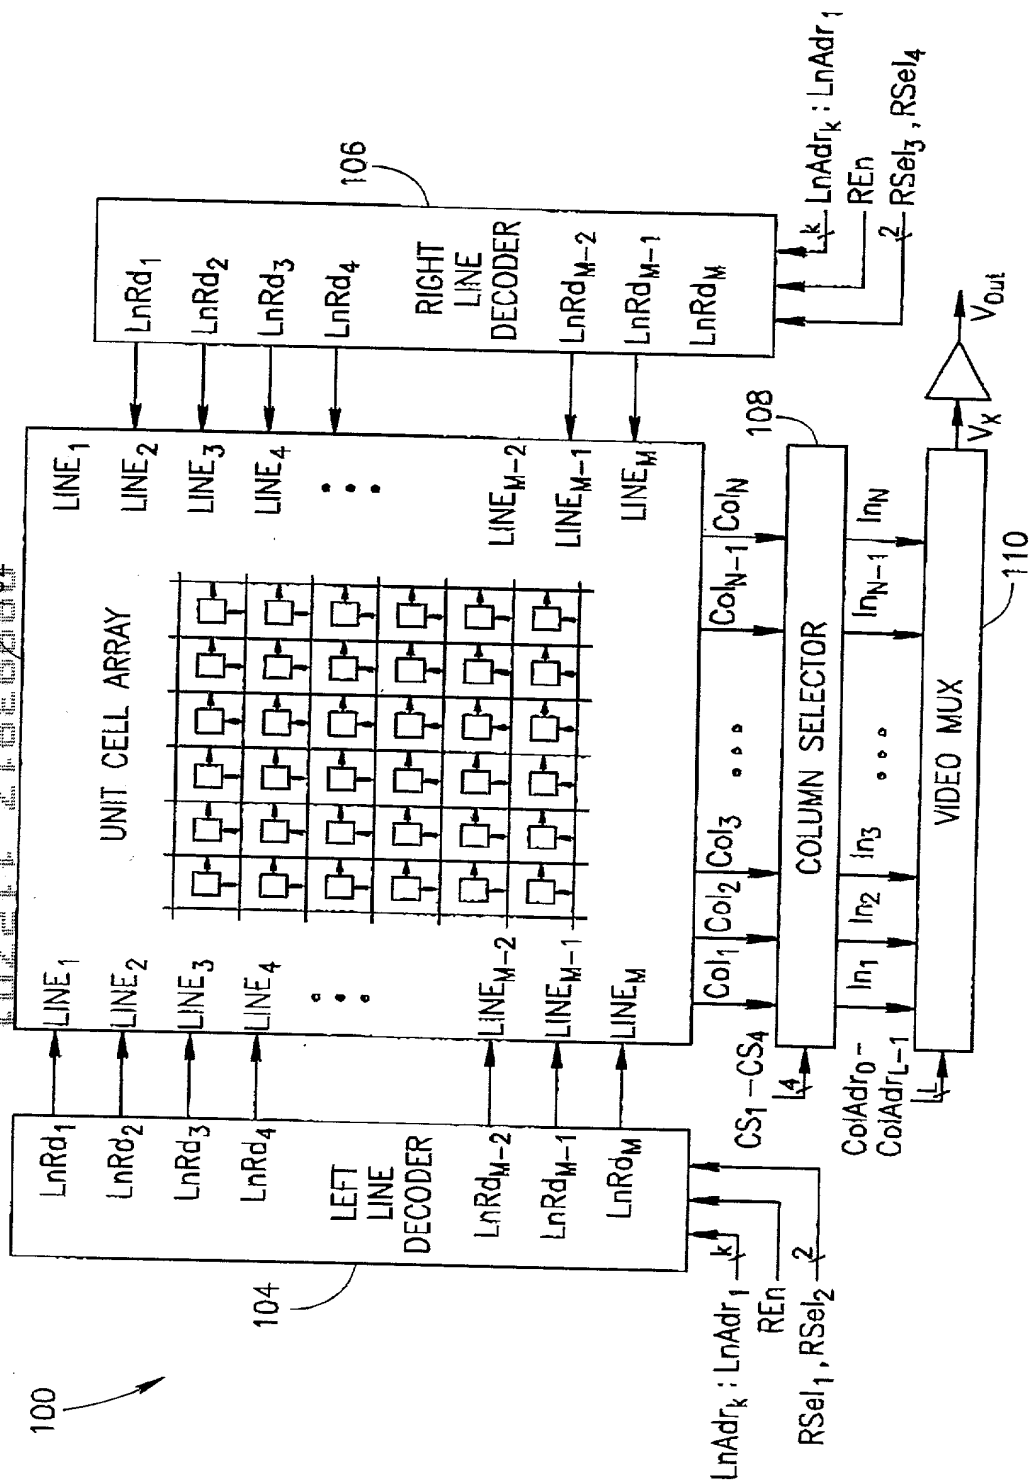 100
104
LnRd1
LnRd2
LnRd3
LnRd4
LEFT
LINE
DECODER
LnRdM-2
LnRdM-1
LnRdM
LnAdrk : LnAdr1
k
REn
RSel1, RSel2
2
UNIT CELL ARRAY
LINE1
LINE2
LINE3
LINE4
LINEM-2
LINEM-1
LINEM
LINE1
LINE2
LINE3
LINE4
LINEM-2
LINEM-1
LINEM
106
LnRd1
LnRd2
LnRd3
LnRd4
RIGHT
LINE
DECODER
LnRdM-2
LnRdM-1
LnRdM
k
LnAdrk : LnAdr1
REn
2
RSel3, RSel4
Col1 Col2 Col3 ColN-1 ColN
108
CS1-CS4
4
COLUMN SELECTOR
In1 In2 In3 InN-1 InN
ColAdr0-
ColAdrL-1
L
VIDEO MUX
110
VX
VOut